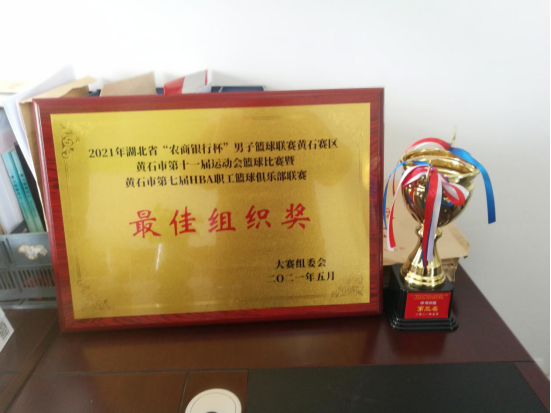 2021年湖北省“农商银行杯”男子篮球联赛黄石赛区
黄石市第十一届运动会篮球比赛暨
黄石市第七届HBA职工篮球俱乐部联赛
最佳组织奖
大赛组委会
二〇二一年五月
第三名